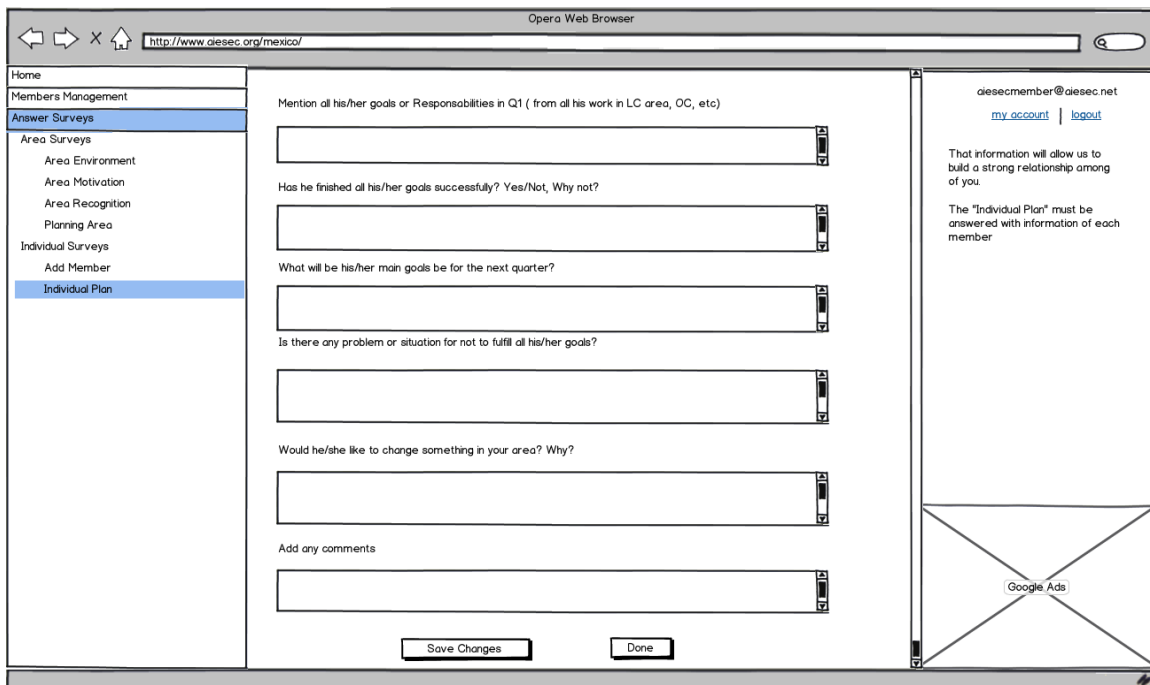 Opera Web Browser
http://www.aiesec.org/mexico/
Home
Members Management
Answer Surveys
Area Surveys
Area Environment
Area Motivation
Area Recognition
Planning Area
Individual Surveys
Add Member
Individual Plan
Mention all his/her goals or Responsabilities in Q1 ( from all his work in LC area, OC, etc)
Has he finished all his/her goals successfully? Yes/Not, Why not?
What will be his/her main goals be for the next quarter?
Is there any problem or situation for not to fulfill all his/her goals?
Would he/she like to change something in your area? Why?
Add any comments
Save Changes
Done
aiesecmember@aiesec.net
my account | logout
That information will allow us to
build a strong relationship among
of you.
The "Individual Plan" must be
answered with information of each
member
Google Ads